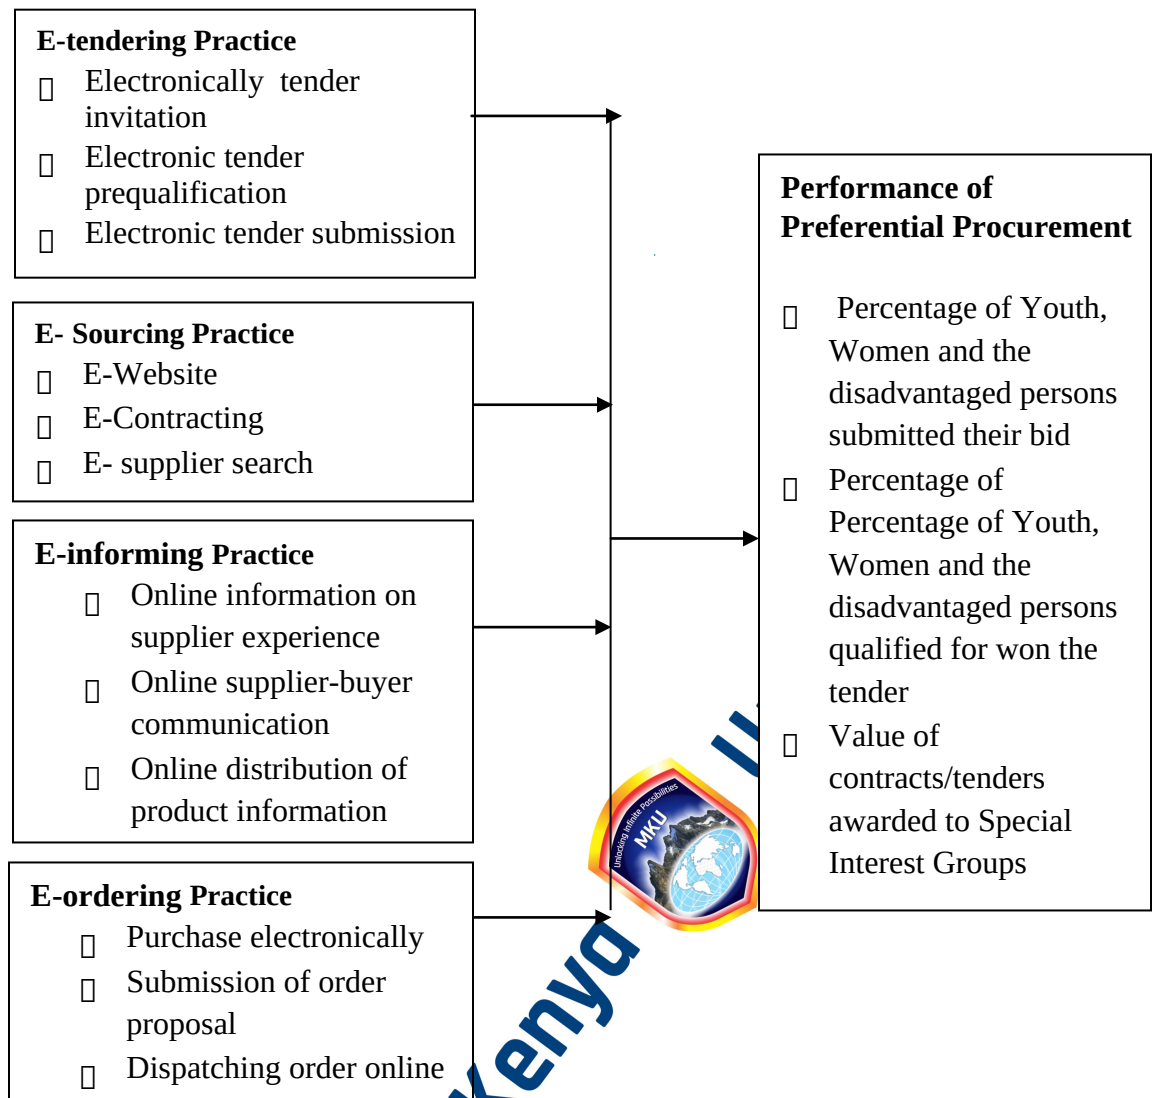 E-tendering Practice
Electronically tender
invitation
Electronic tender
prequalification
Electronic tender submission
E- Sourcing Practice
E-Website
E-Contracting
E- supplier search
E-informing Practice
Online information on
supplier experience
Online supplier-buyer
communication
Online distribution of
product information
E-ordering Practice
Purchase electronically
Submission of order
proposal
Dispatching order online
Performance of
Preferential Procurement
Percentage of Youth,
Women and the
disadvantaged persons
submitted their bid
Percentage of
Percentage of Youth,
Women and the
disadvantaged persons
qualified for won the
tender
Value of
contracts/tenders
awarded to Special
Interest Groups
Unlocking Infinite Possibilities
MKU
Kenya